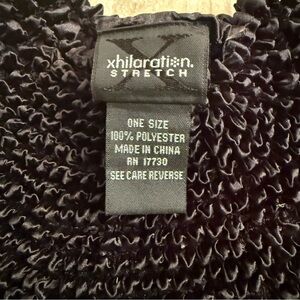 xhilaration.
STRETCH
ONE SIZE
100% POLYESTER
MADE IN CHINA
RN 17730
SEE CARE REVERSE